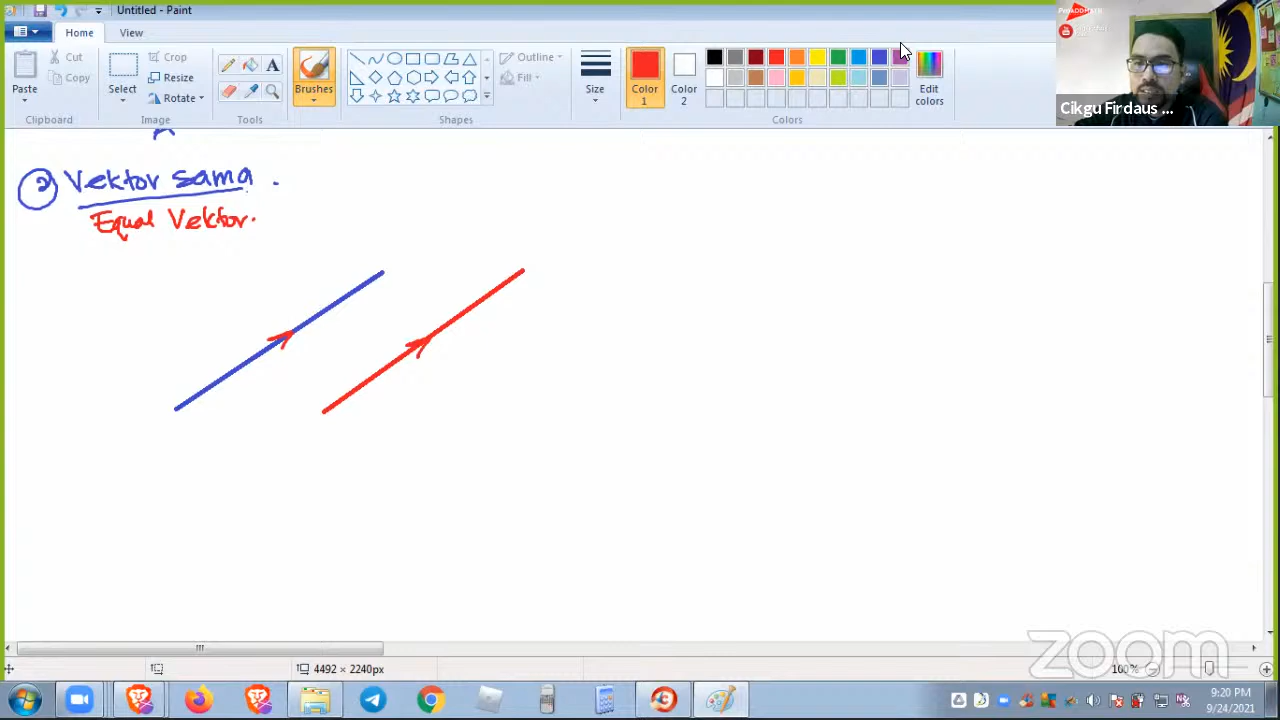 Untitled - Paint
Home View
Cut
Copy
Paste
Clipboard
Crop
Resize
Rotate
Select
Image
A
Tools
Brushes
Outline
Fill
Shapes
Size
Color 1
Color 2
Edit colors
Colors
Cikgu Firdaus ...
2 Vektor sama .
Equal Vektor.
zoom
4492 × 2240px
100%
9:20 PM
9/24/2021